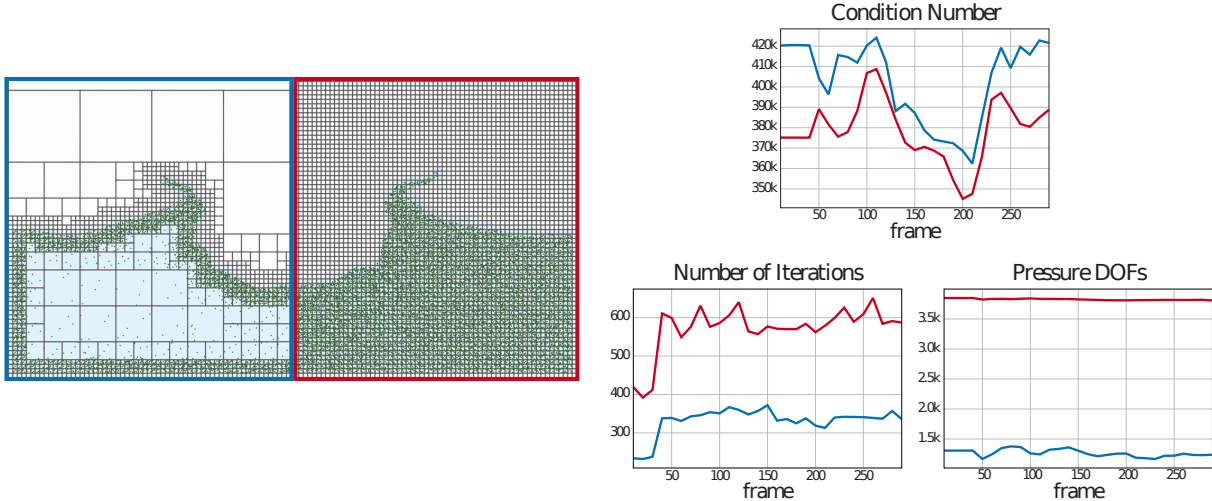 Condition Number
420k
410k
400k
390k
380k
370k
360k
350k
50 100 150 200 250
frame
Number of Iterations
600
500
400
300
50 100 150 200 250
frame
Pressure DOFs
3.5k
3.0k
2.5k
2.0k
1.5k
50 100 150 200 250
frame